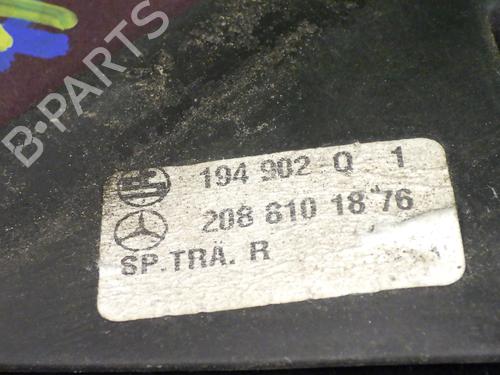 B-PARTS
194 902 Q 1
208 810 18 76
SP.TRÄ. R